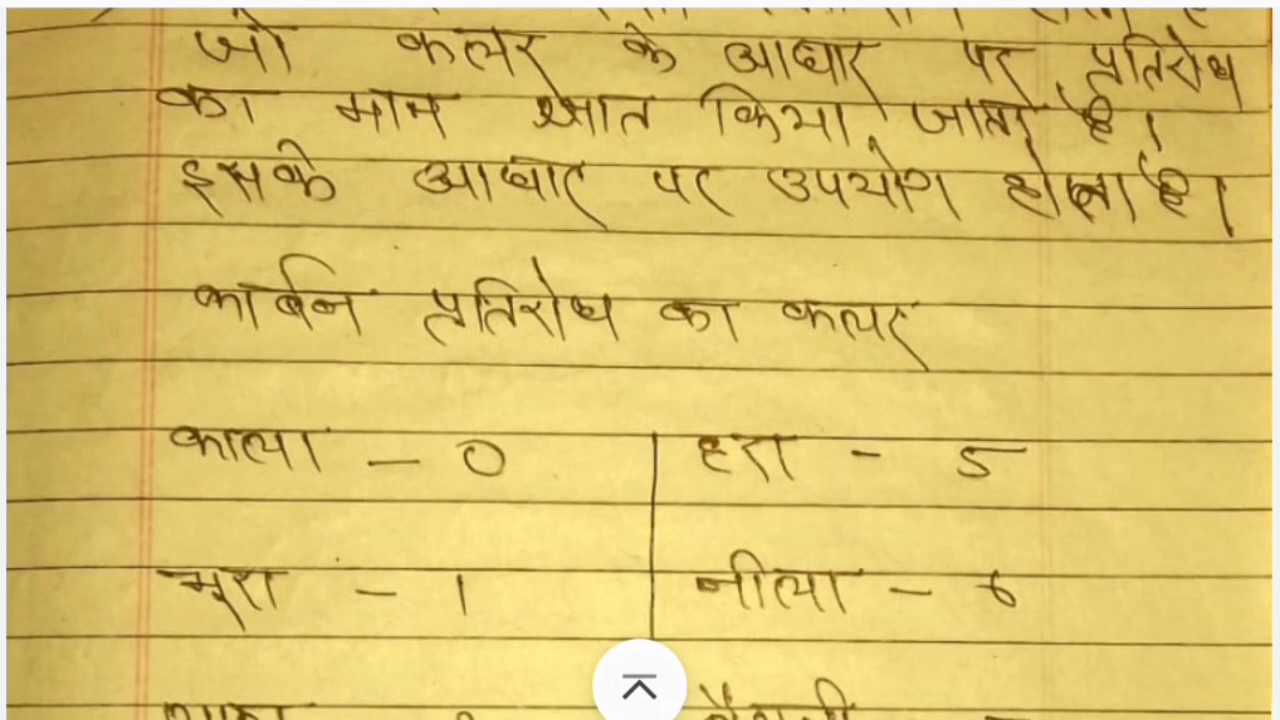 जो कलर के आधार पर प्रतिरोध
का मान ज्ञात किया जाता है।
इसके आधार पर उपयोग होता है।
कार्बन प्रतिरोध का कलर
काला – 0 | हरा – 5
भूरा – 1 | नीला – 6